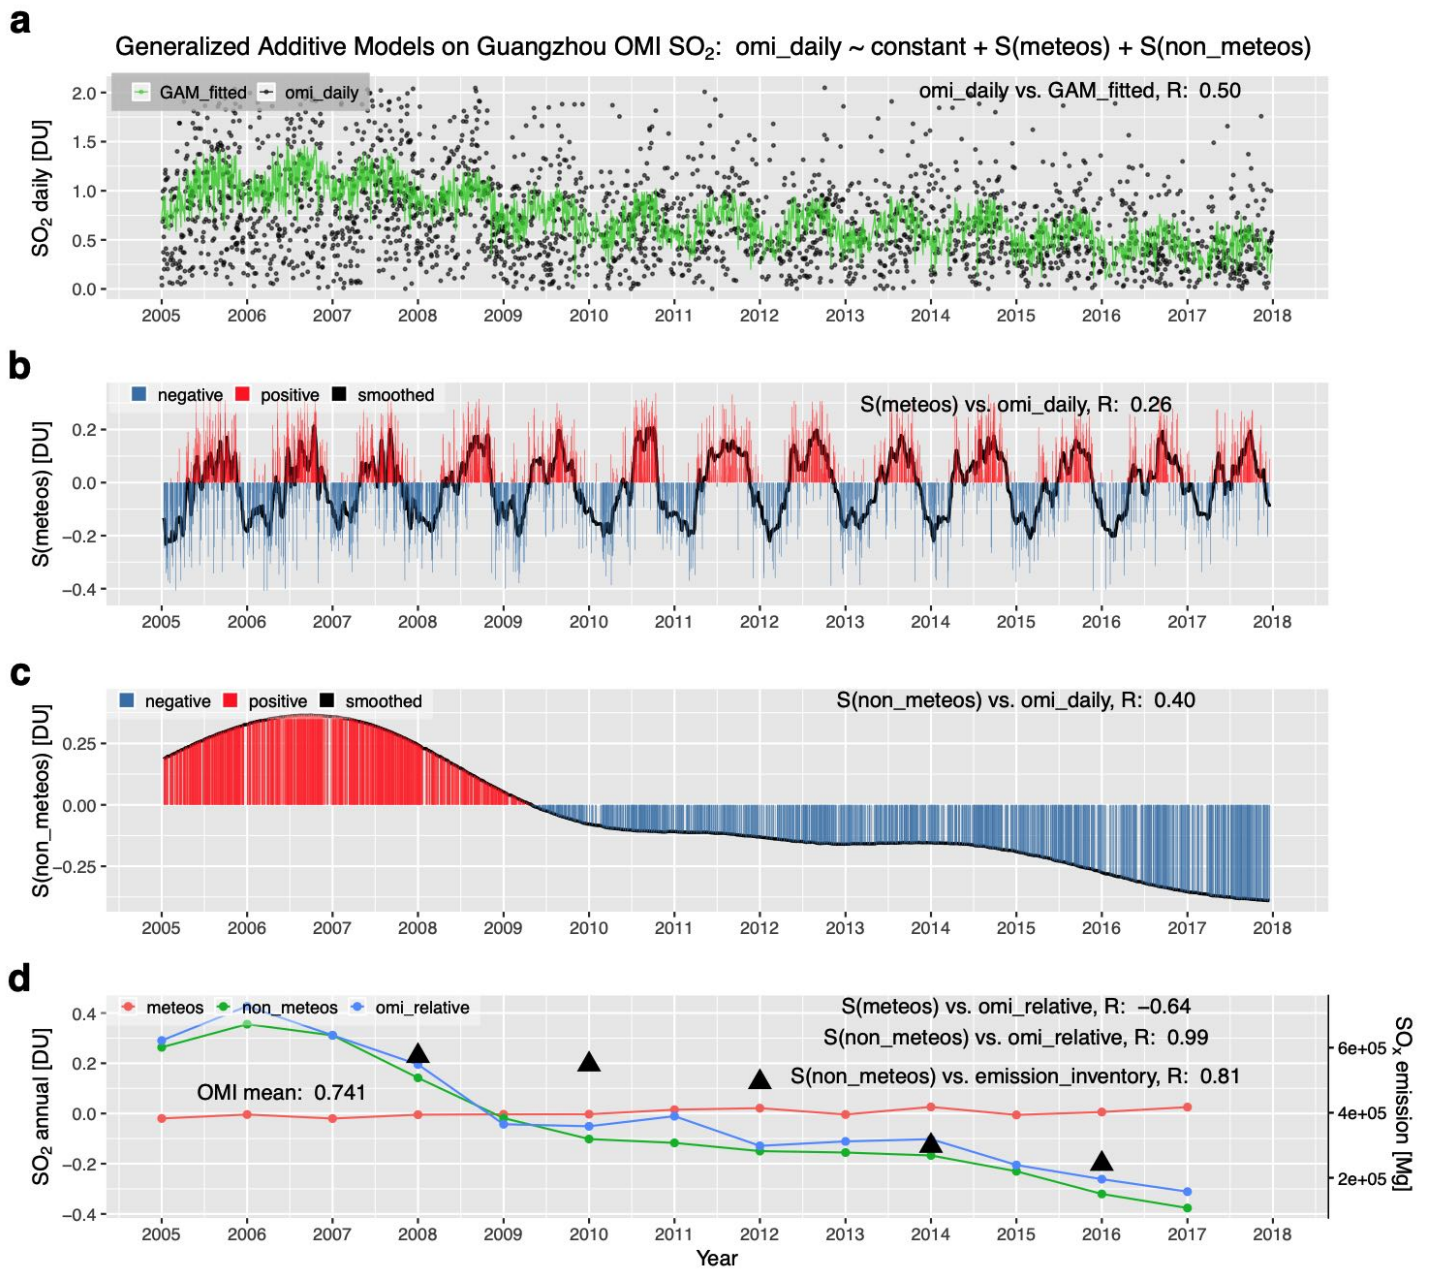 a
Generalized Additive Models on Guangzhou OMI SO₂: omi_daily ~ constant + S(meteos) + S(non_meteos)
GAM_fitted omi_daily
omi_daily vs. GAM_fitted, R: 0.50
SO₂ daily [DU]
2.0
1.5
1.0
0.5
0.0
2005 2006 2007 2008 2009 2010 2011 2012 2013 2014 2015 2016 2017 2018
b
negative positive smoothed
S(meteos) vs. omi_daily, R: 0.26
S(meteos) [DU]
0.2
0.0
−0.2
−0.4
2005 2006 2007 2008 2009 2010 2011 2012 2013 2014 2015 2016 2017 2018
c
negative positive smoothed
S(non_meteos) vs. omi_daily, R: 0.40
S(non_meteos) [DU]
0.25
0.00
−0.25
2005 2006 2007 2008 2009 2010 2011 2012 2013 2014 2015 2016 2017 2018
d
meteos non_meteos omi_relative
S(meteos) vs. omi_relative, R: −0.64
S(non_meteos) vs. omi_relative, R: 0.99
S(non_meteos) vs. emission_inventory, R: 0.81
OMI mean: 0.741
SO₂ annual [DU]
0.4
0.2
0.0
−0.2
−0.4
6e+05
4e+05
2e+05
SOₓ emission [Mg]
2005 2006 2007 2008 2009 2010 2011 2012 2013 2014 2015 2016 2017 2018
Year